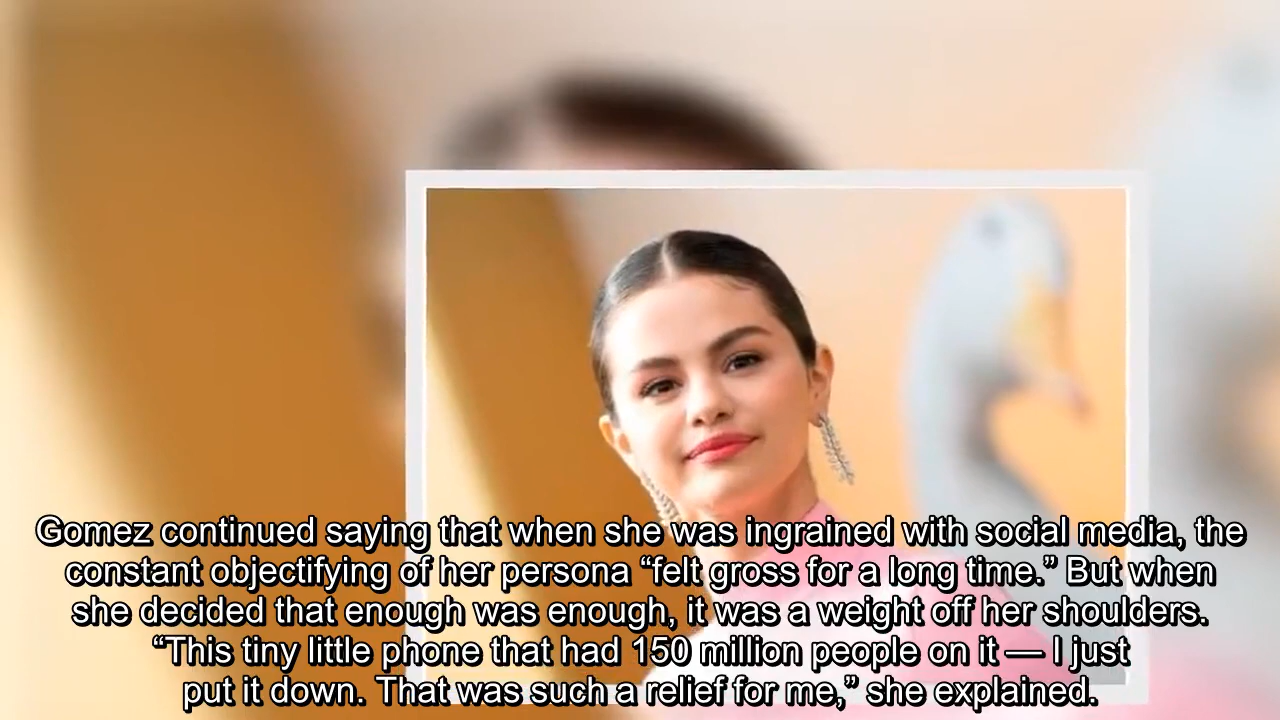 Gomez continued saying that when she was ingrained with social media, the
constant objectifying of her persona “felt gross for a long time.” But when
she decided that enough was enough, it was a weight off her shoulders.
“This tiny little phone that had 150 million people on it — I just
put it down. That was such a relief for me,” she explained.